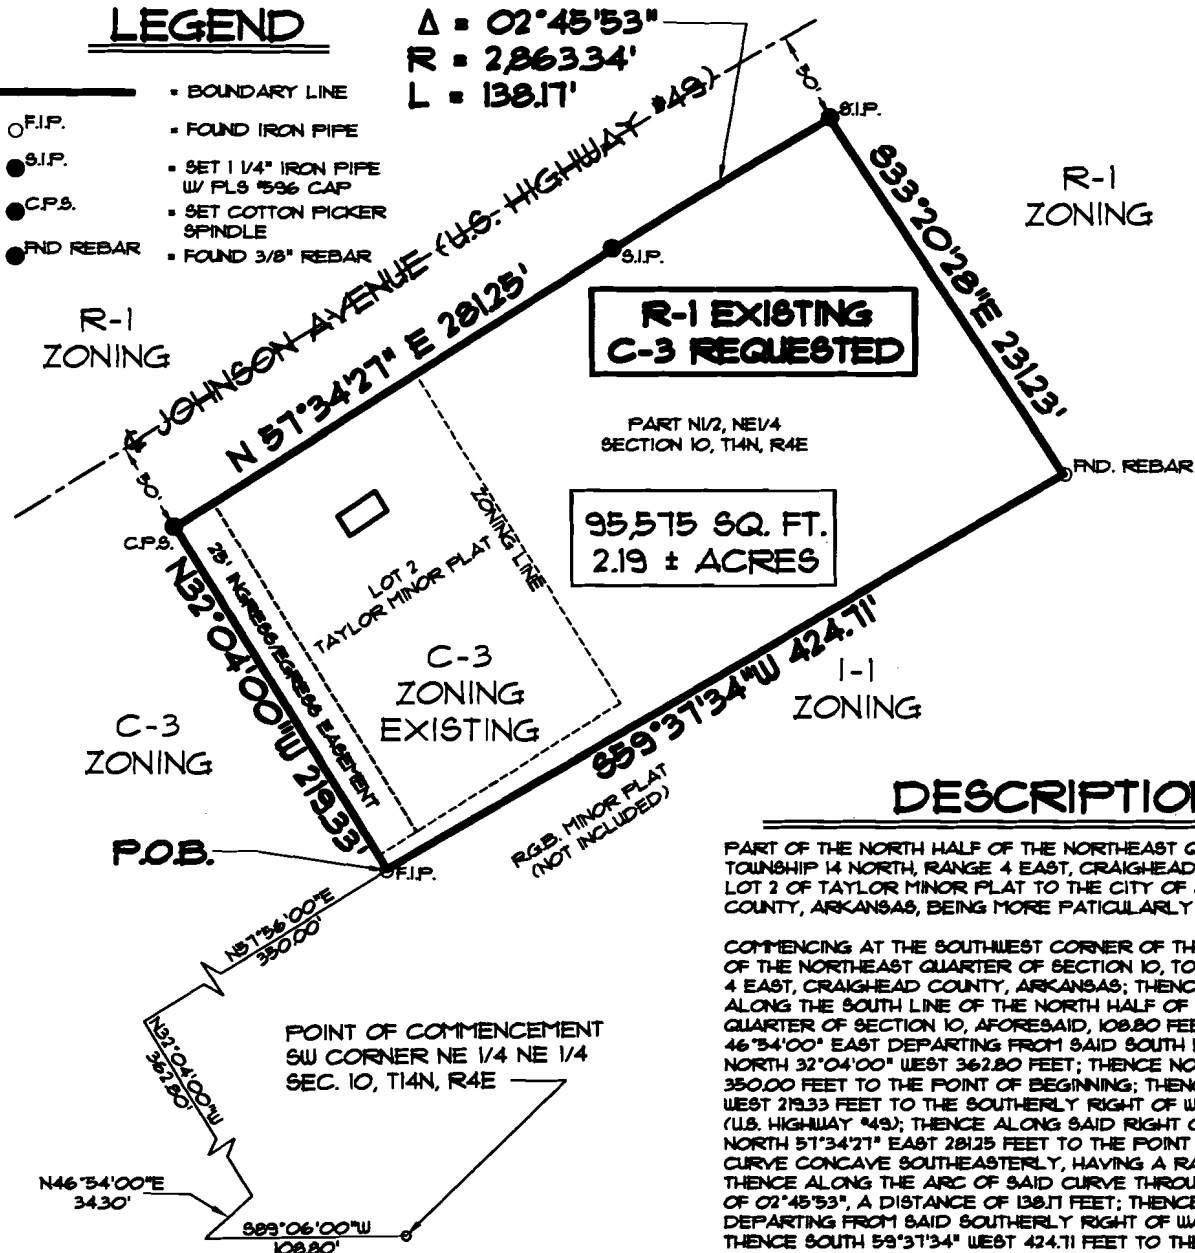 LEGEND
= BOUNDARY LINE
F.I.P.
= FOUND IRON PIPE
S.I.P.
= SET 1 1/4" IRON PIPE
W/ PLS #596 CAP
C.P.S.
= SET COTTON PICKER
SPINDLE
FND REBAR
= FOUND 3/8" REBAR
Δ = 02°45'53"
R = 2,863.34'
L = 138.17'
R-1
ZONING
℄ JOHNSON AVENUE (U.S. HIGHWAY #49)
50'
S.I.P.
N 57°34'27" E 281.25'
S.I.P.
S33°20'28"E 231.23'
R-1
ZONING
R-1 EXISTING
C-3 REQUESTED
PART N1/2, NE1/4
SECTION 10, T14N, R4E
95,575 SQ. FT.
2.19 ± ACRES
FND. REBAR
50'
C.P.S.
N32°04'00"W 219.33'
25' INGRESS/EGRESS EASEMENT
LOT 2
TAYLOR MINOR PLAT
ZONING LINE
C-3
ZONING
EXISTING
C-3
ZONING
S59°37'34"W 424.71'
I-1
ZONING
R.G.B. MINOR PLAT
(NOT INCLUDED)
P.O.B.
F.I.P.
N57°56'00"E
350.00'
N32°04'00"W
362.80'
POINT OF COMMENCEMENT
SW CORNER NE 1/4 NE 1/4
SEC. 10, T14N, R4E
N46°54'00"E
34.30'
S89°06'00"W
108.80'
DESCRIPTIO
PART OF THE NORTH HALF OF THE NORTHEAST
TOWNSHIP 14 NORTH, RANGE 4 EAST, CRAIGHEAD
LOT 2 OF TAYLOR MINOR PLAT TO THE CITY OF
COUNTY, ARKANSAS, BEING MORE PATICULARLY
COMMENCING AT THE SOUTHWEST CORNER OF TH
OF THE NORTHEAST QUARTER OF SECTION 10, TO
4 EAST, CRAIGHEAD COUNTY, ARKANSAS; THENC
ALONG THE SOUTH LINE OF THE NORTH HALF OF
QUARTER OF SECTION 10, AFORESAID, 108.80 FEE
46°54'00" EAST DEPARTING FROM SAID SOUTH
NORTH 32°04'00" WEST 362.80 FEET; THENCE NO
350.00 FEET TO THE POINT OF BEGINNING; THEN
WEST 219.33 FEET TO THE SOUTHERLY RIGHT OF W
(U.S. HIGHWAY #49); THENCE ALONG SAID RIGHT O
NORTH 57°34'27" EAST 281.25 FEET TO THE POINT
CURVE CONCAVE SOUTHEASTERLY, HAVING A RA
THENCE ALONG THE ARC OF SAID CURVE THROU
OF 02°45'53", A DISTANCE OF 138.17 FEET; THENCE
DEPARTING FROM SAID SOUTHERLY RIGHT OF WA
THENCE SOUTH 59°37'34" WEST 424.71 FEET TO THE